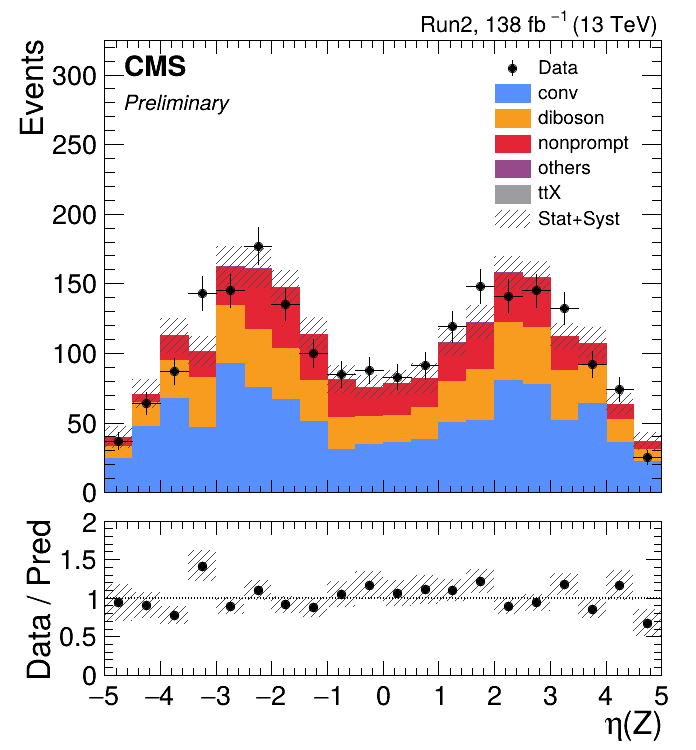 Run2, 138 fb⁻¹ (13 TeV)
CMS
Preliminary
Events
300
250
200
150
100
50
0
Data
conv
diboson
nonprompt
others
ttX
Stat+Syst
Data / Pred
2
1.5
1
0.5
0
−5 −4 −3 −2 −1 0 1 2 3 4 5
η(Z)